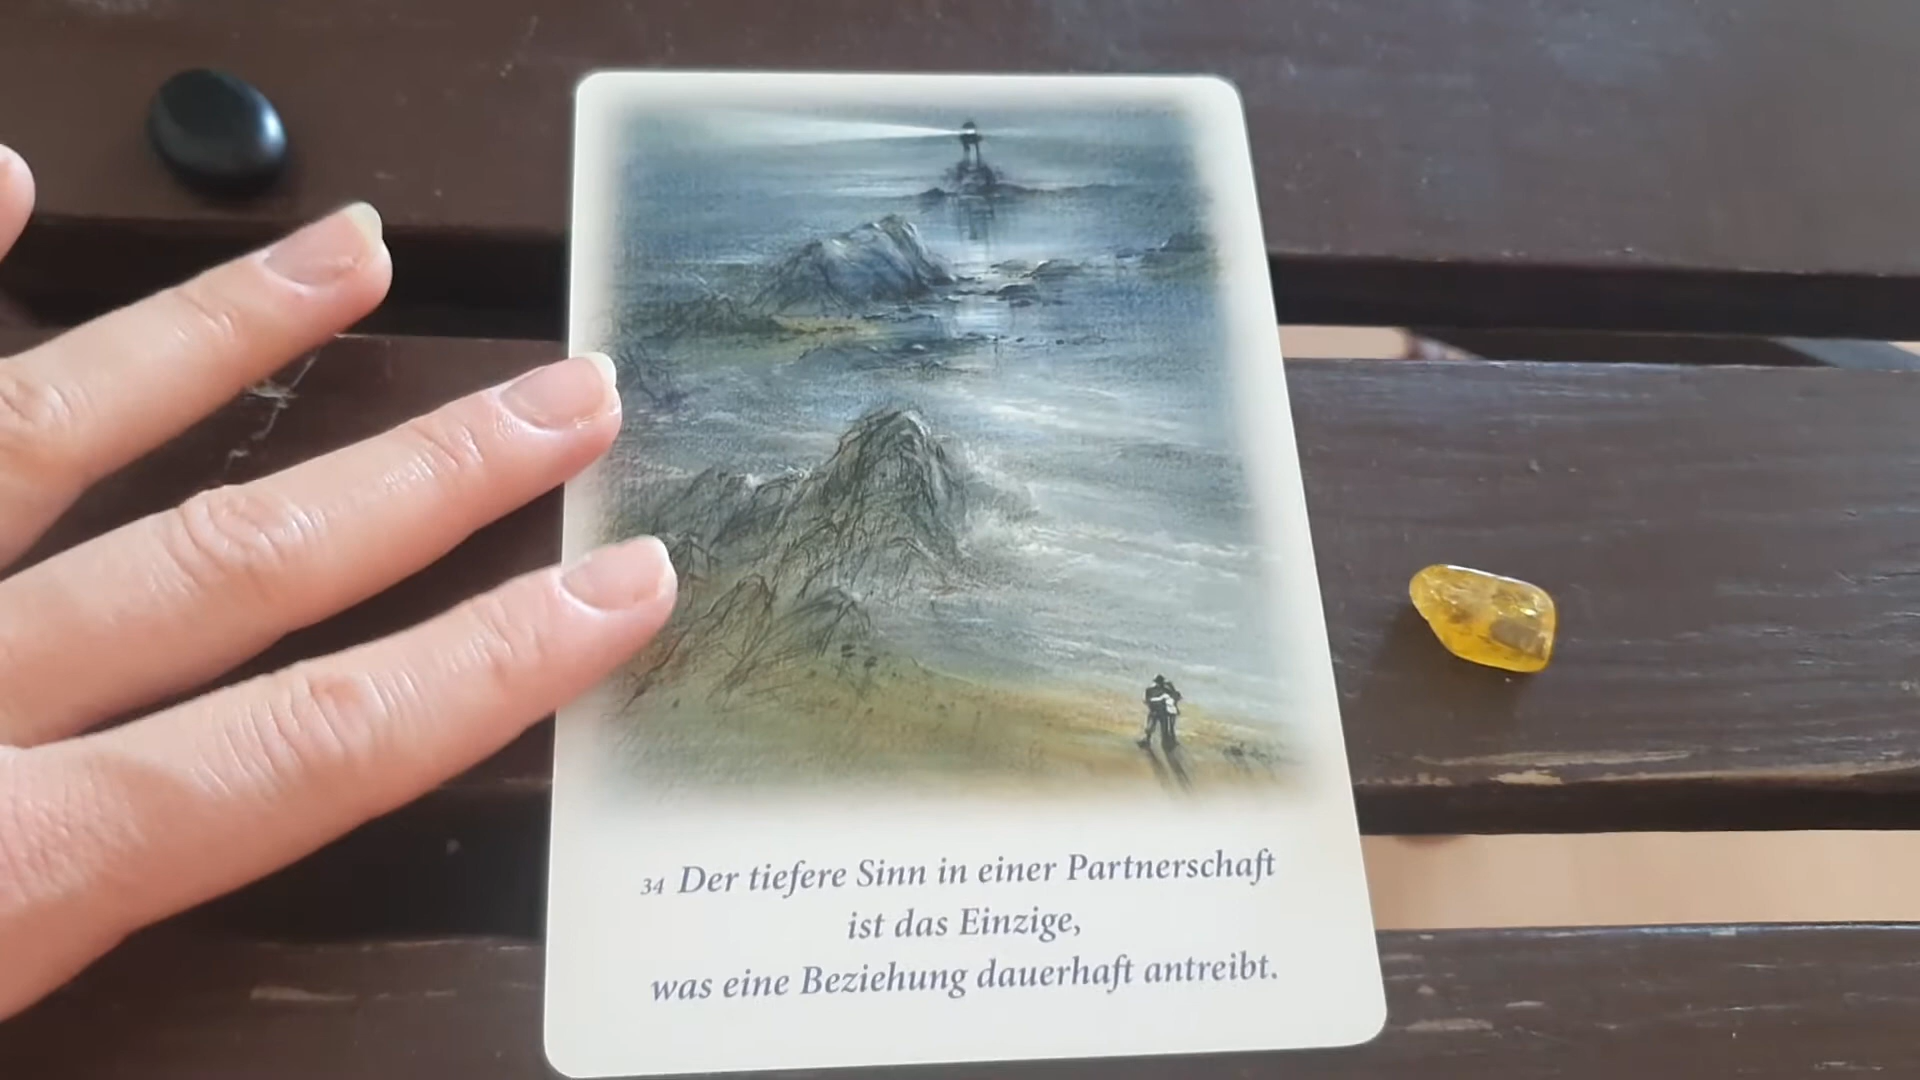 34 Der tiefere Sinn in einer Partnerschaft
ist das Einzige,
was eine Beziehung dauerhaft antreibt.